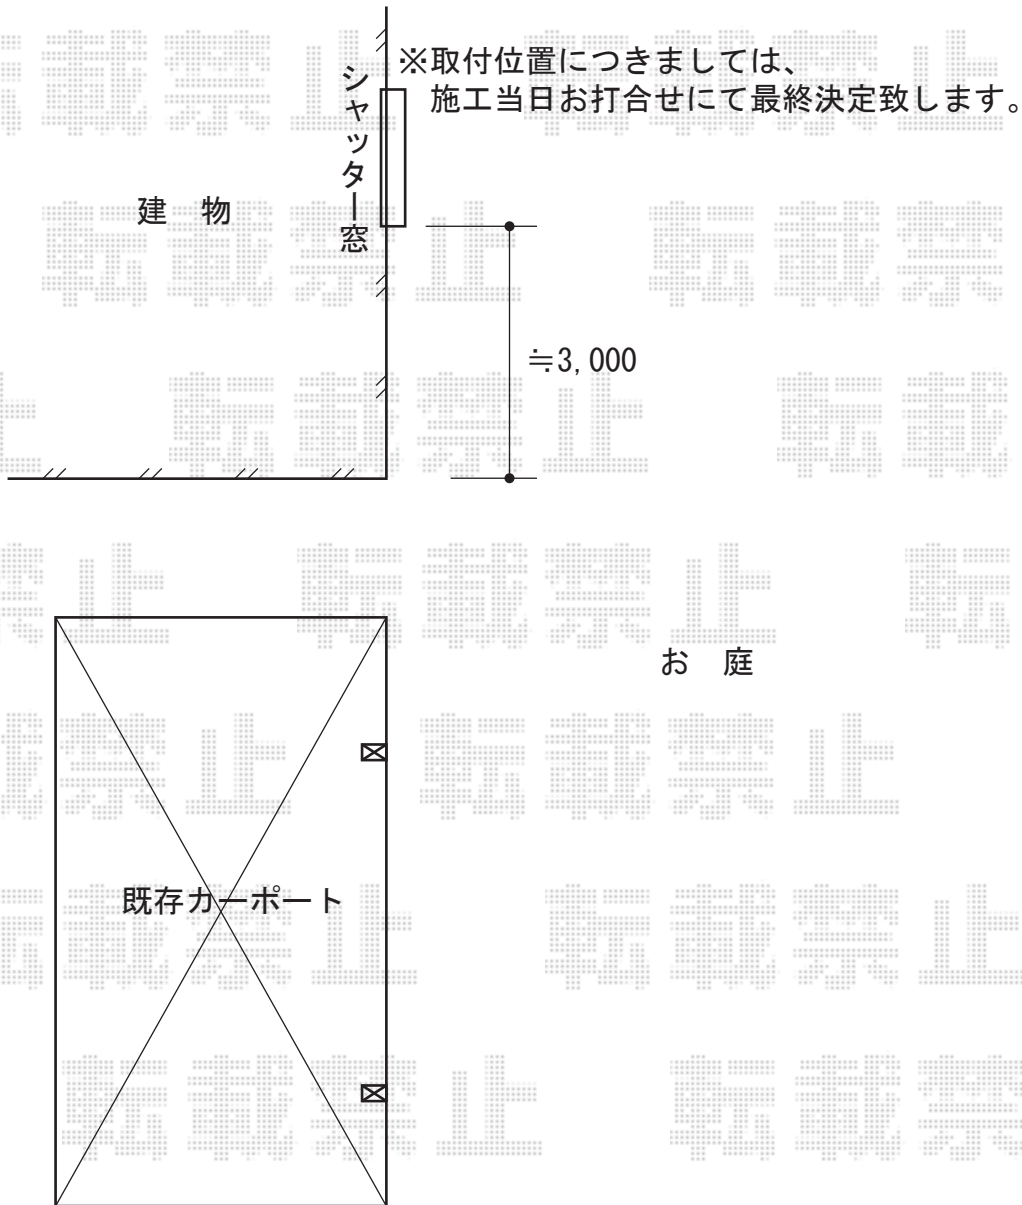 ※取付位置につきましては、
施工当日お打合せにて最終決定致します。
シャッター窓
建 物
≒3,000
お 庭
既存カーポート
転載禁止